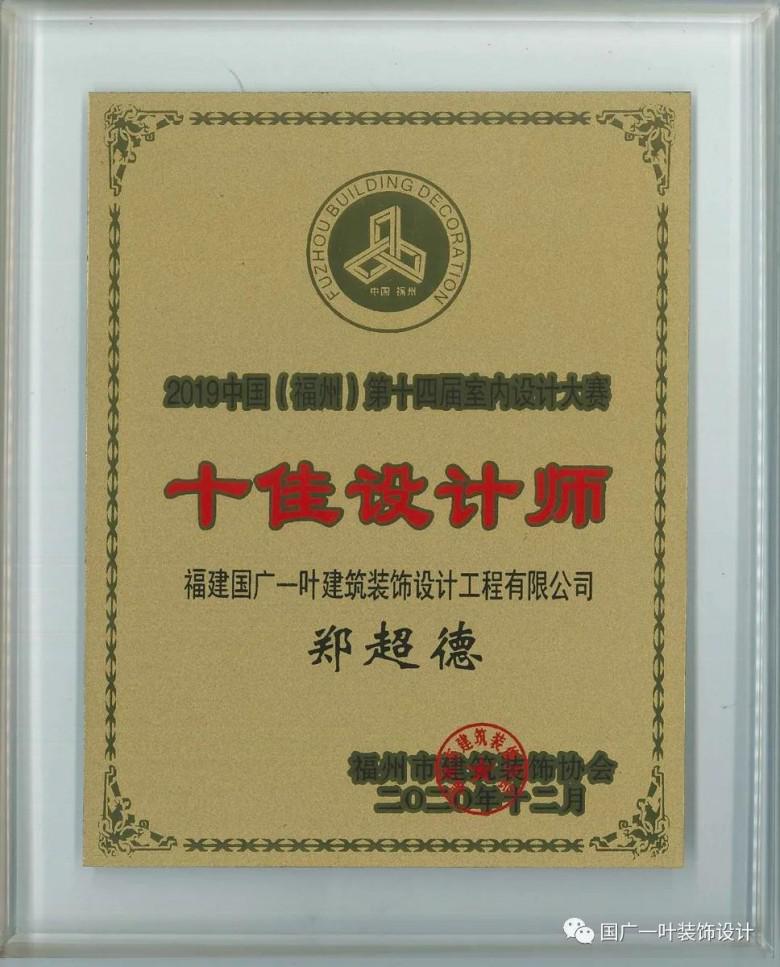 FUZHOU BUILDING DECORATION
中国 福州
2019中国（福州）第十四届室内设计大赛
十佳设计师
福建国广一叶建筑装饰设计工程有限公司
郑超德
福州市建筑装饰协会
二〇二〇年十二月
国广一叶装饰设计